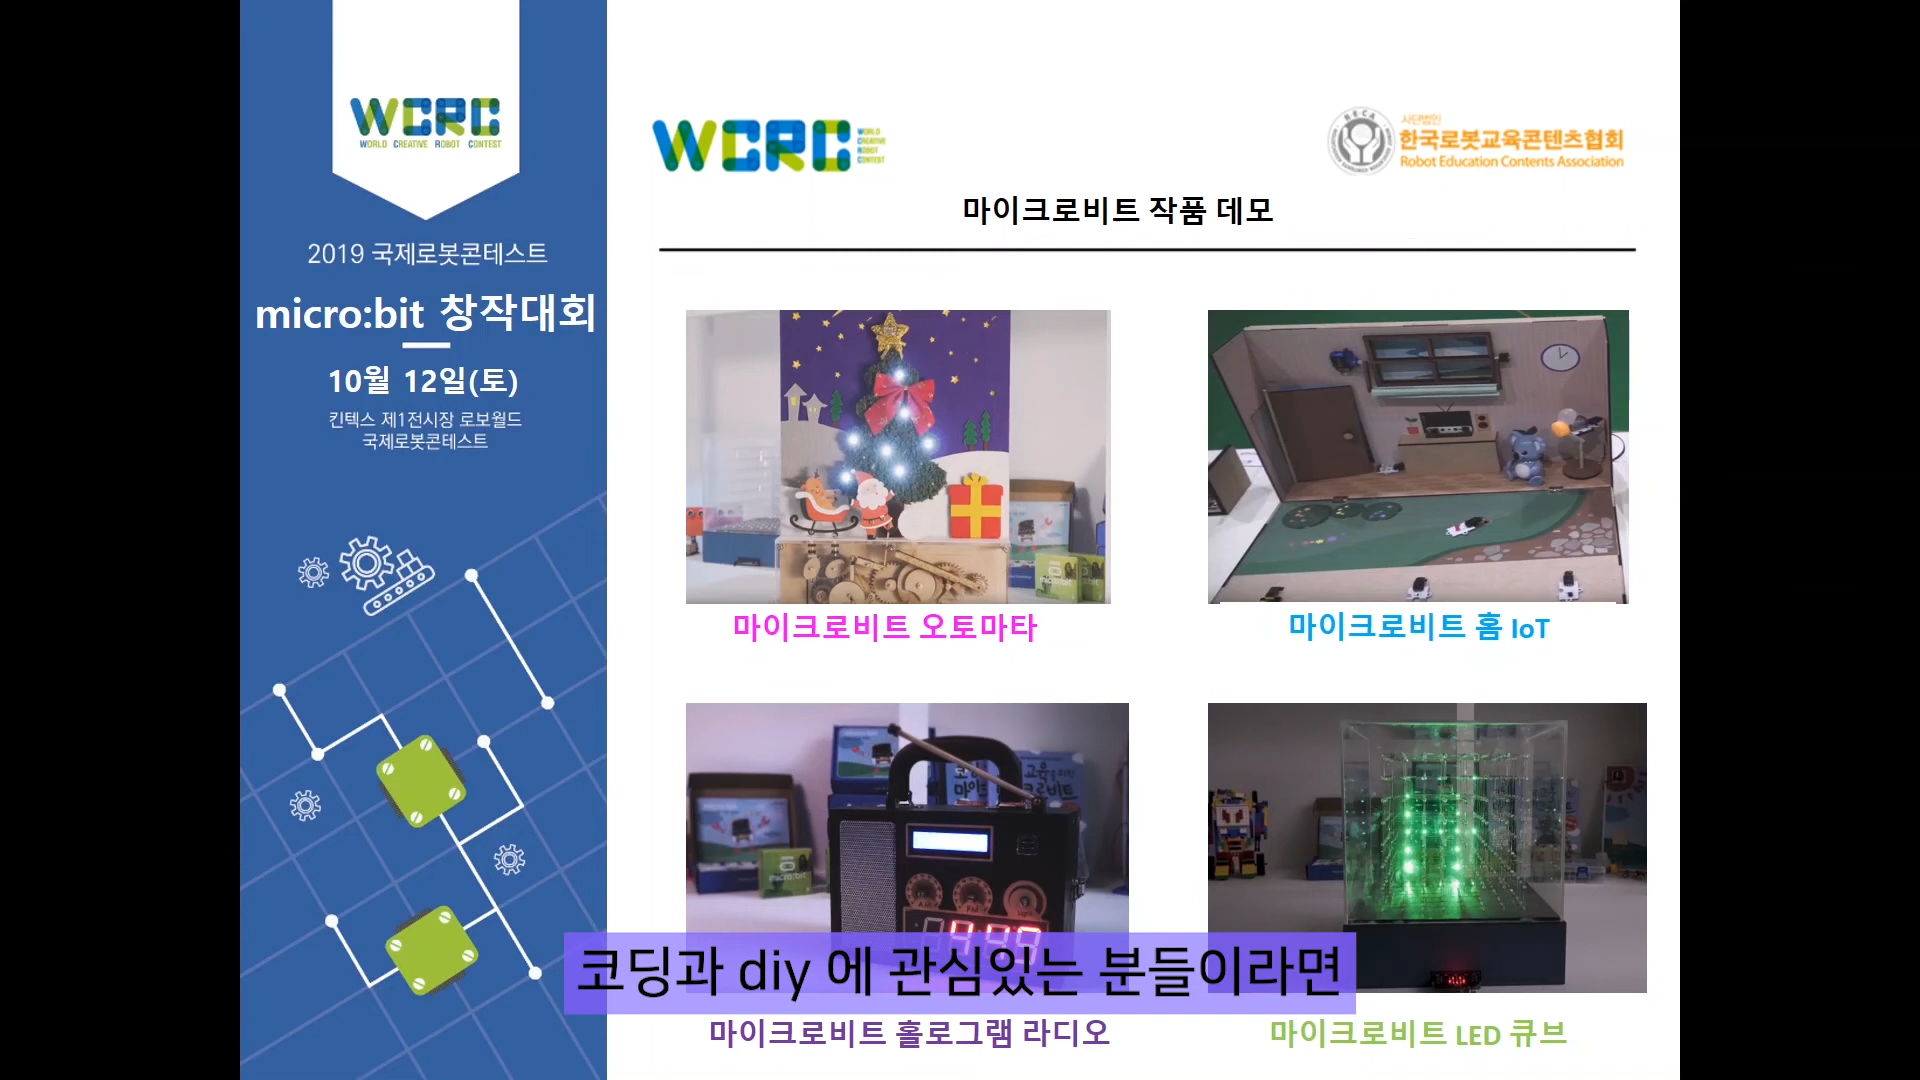 WCRC
WORLD CREATIVE ROBOT CONTEST
2019 국제로봇콘테스트
micro:bit 창작대회
10월 12일(토)
킨텍스 제1전시장 로보월드
국제로봇콘테스트
WCRC
WORLD
CREATIVE
ROBOT
CONTEST
RECA
사단법인
한국로봇교육콘텐츠협회
Robot Education Contents Association
마이크로비트 작품 데모
micro:bit
마이크로비트 오토마타
마이크로비트 홈 IoT
micro:bit
4:49
코딩과 diy 에 관심있는 분들이라면
마이크로비트 홀로그램 라디오
마이크로비트 LED 큐브